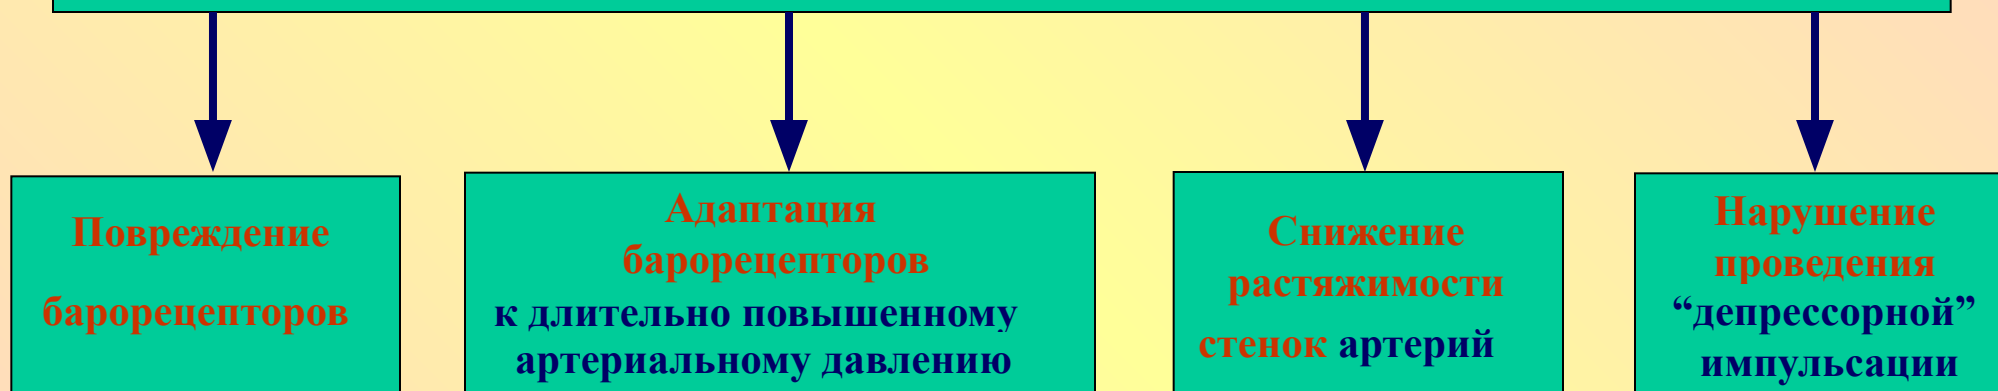 Повреждение
барорецепторов
Адаптация
барорецепторов
к длительно повышенному
артериальному давлению
Снижение
растяжимости
стенок артерий
Нарушение
проведения
“депрессорной”
импульсации